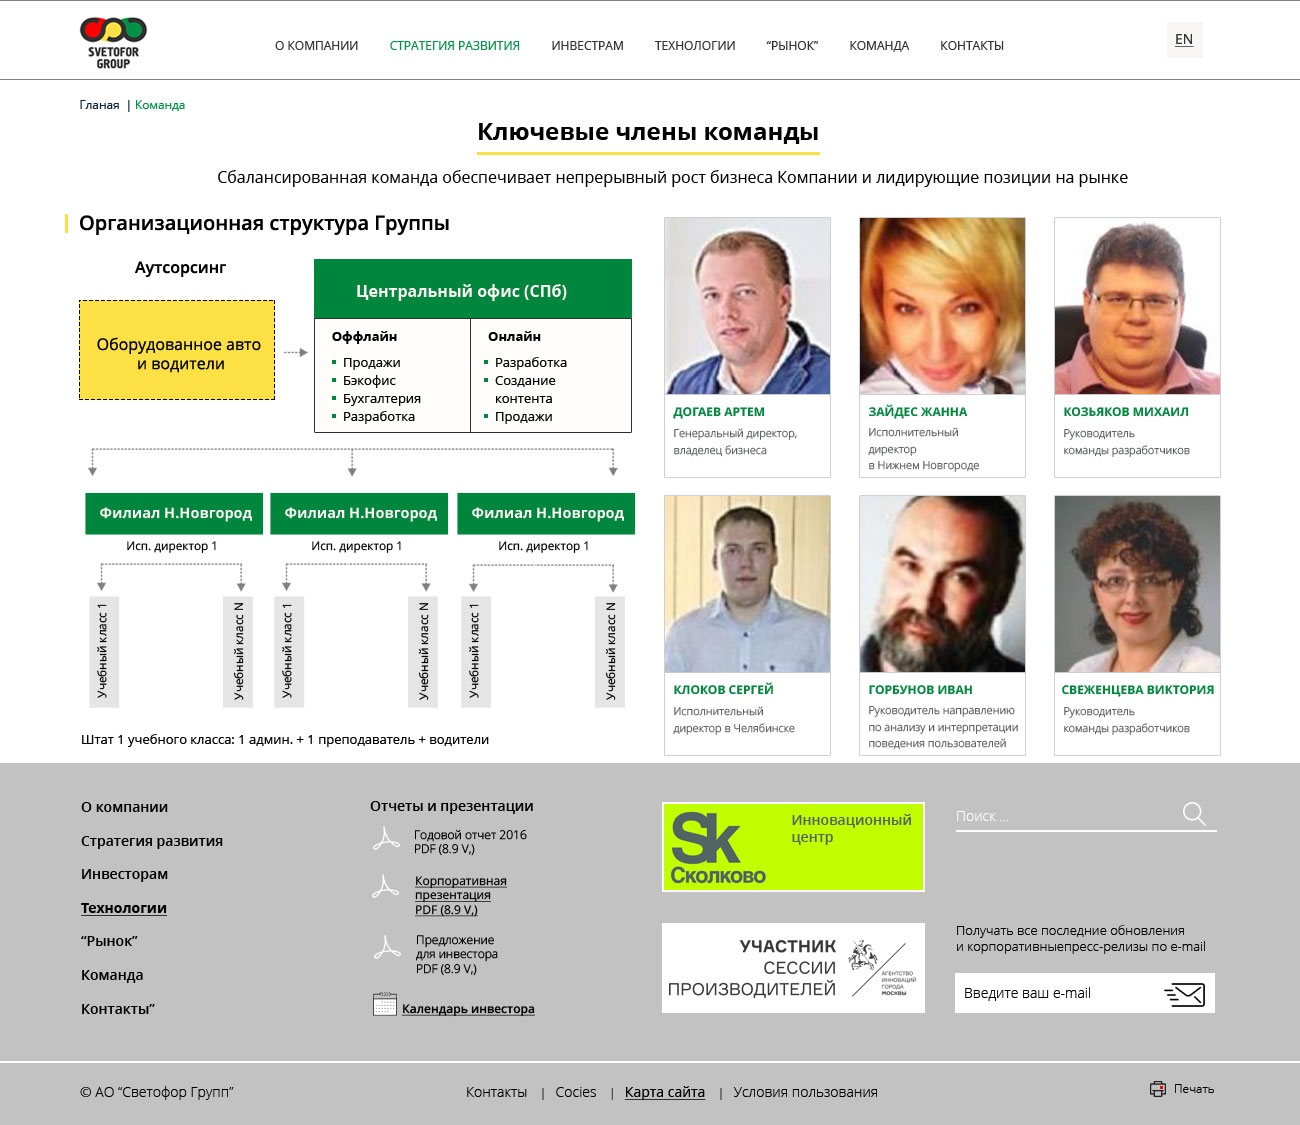 SVETOFOR
GROUP
О КОМПАНИИ
СТРАТЕГИЯ РАЗВИТИЯ
ИНВЕСТРАМ
ТЕХНОЛОГИИ
“РЫНОК”
КОМАНДА
КОНТАКТЫ
EN
Гланая | Команда
Ключевые члены команды
Сбалансированная команда обеспечивает непрерывный рост бизнеса Компании и лидирующие позиции на рынке
Организационная структура Группы
Аутсорсинг
Оборудованное авто
и водители
Центральный офис (СПб)
Оффлайн
Продажи
Бэкофис
Бухгалтерия
Разработка
Онлайн
Разработка
Создание
контента
Продажи
Филиал Н.Новгород
Филиал Н.Новгород
Филиал Н.Новгород
Исп. директор 1
Исп. директор 1
Исп. директор 1
Учебный класс 1
Учебный класс N
Учебный класс 1
Учебный класс N
Учебный класс 1
Учебный класс N
Штат 1 учебного класса: 1 админ. + 1 преподаватель + водители
ДОГАЕВ АРТЕМ
Генеральный директор,
владелец бизнеса
ЗАЙДЕС ЖАННА
Исполнительный
директор
в Нижнем Новгороде
КОЗЬЯКОВ МИХАИЛ
Руководитель
команды разработчиков
КЛОКОВ СЕРГЕЙ
Исполнительный
директор в Челябинске
ГОРБУНОВ ИВАН
Руководитель направлению
по анализу и интерпретации
поведения пользователей
СВЕЖЕНЦЕВА ВИКТОРИЯ
Руководитель
команды разработчиков
О компании
Стратегия развития
Инвесторам
Технологии
“Рынок”
Команда
Контакты”
Отчеты и презентации
Годовой отчет 2016
PDF (8.9 V,)
Корпоративная
презентация
PDF (8.9 V,)
Предложение
для инвестора
PDF (8.9 V,)
Календарь инвестора
Sk
Сколково
Инновационный
центр
УЧАСТНИК
СЕССИИ
ПРОИЗВОДИТЕЛЕЙ
АГЕНТСТВО
ИННОВАЦИЙ
ГОРОДА
МОСКВЫ
Поиск ...
Получать все последние обновления
и корпоративныепресс-релизы по e-mail
Введите ваш e-mail
© АО “Светофор Групп”
Контакты | Cocies | Карта сайта | Условия пользования
Печать